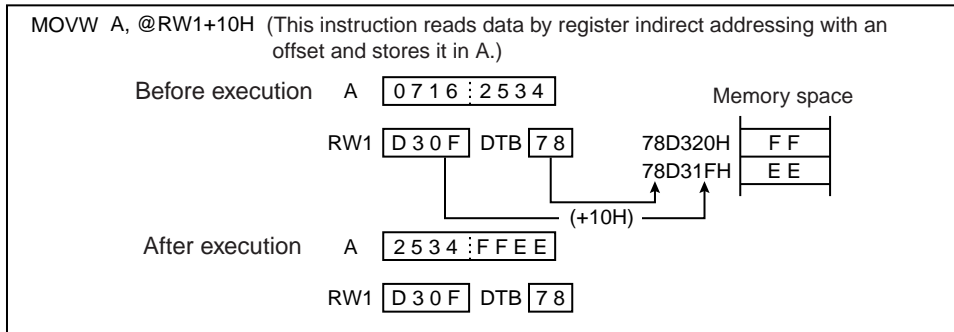 MOVW A, @RW1+10H (This instruction reads data by register indirect addressing with an
offset and stores it in A.)
Before execution A 0716 2534
Memory space
RW1 D30F DTB 78 78D320H FF
78D31FH EE
(+10H)
After execution A 2534 FFEE
RW1 D30F DTB 78